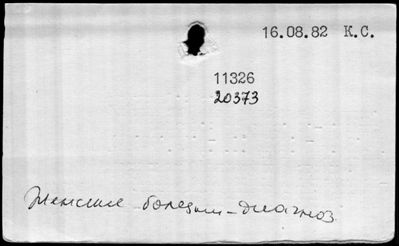 16.08.82 К.С.
11326
20373
Женские болезни-диагноз